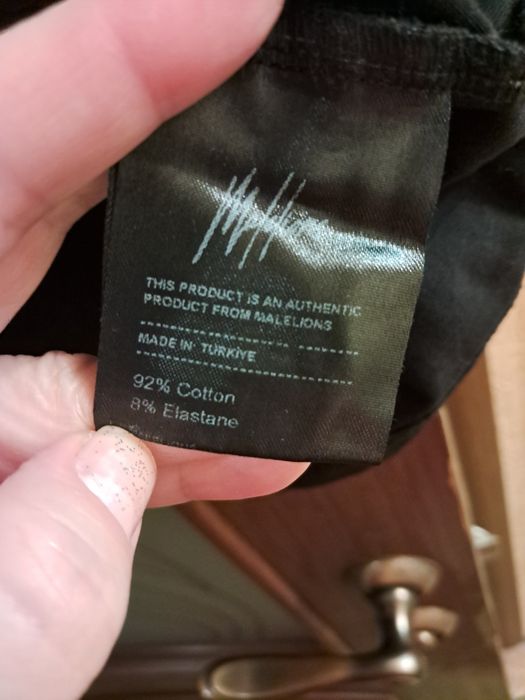 THIS PRODUCT IS AN AUTHENTIC
PRODUCT FROM MALELIONS
MADE IN TURKIYE
92% Cotton
8% Elastane